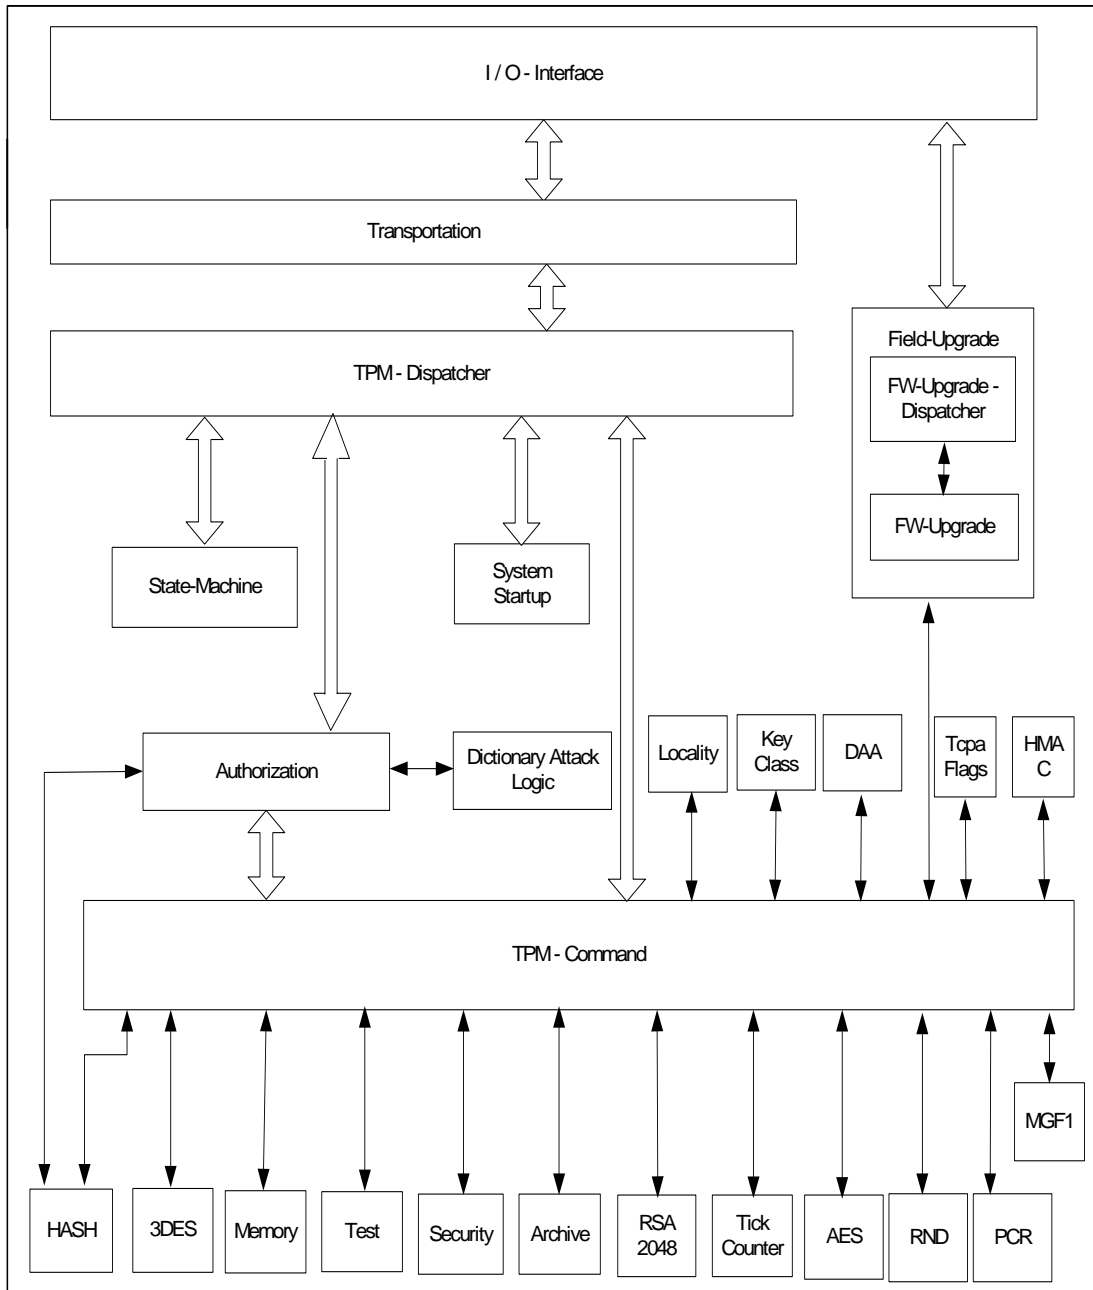 I / O - Interface
Transportation
TPM - Dispatcher
Field-Upgrade
FW-Upgrade -
Dispatcher
FW-Upgrade
State-Machine
System
Startup
Authorization
Dictionary Attack
Logic
Locality
Key
Class
DAA
Tcpa
Flags
HMA
C
TPM - Command
MGF1
HASH
3DES
Memory
Test
Security
Archive
RSA
2048
Tick
Counter
AES
RND
PCR